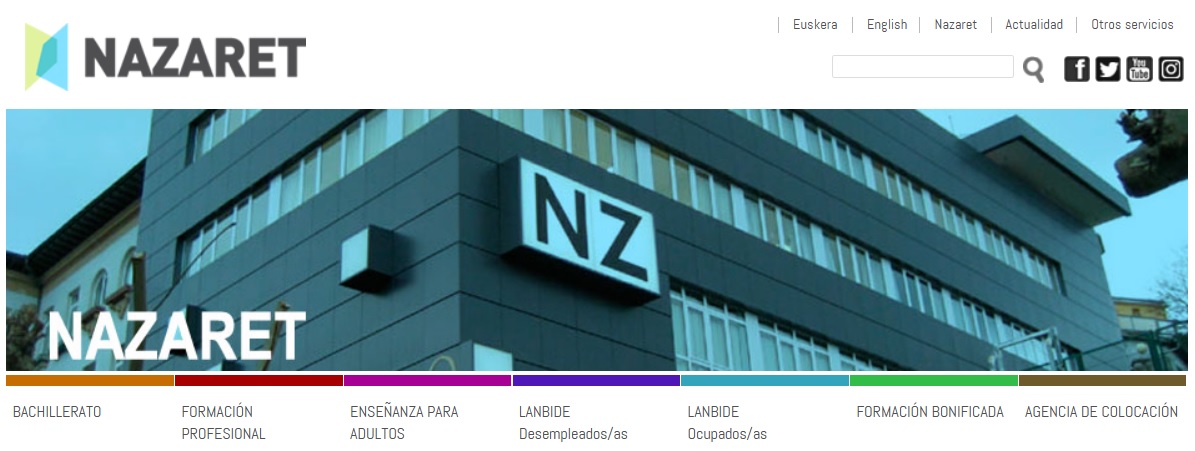 NAZARET
Euskera
English
Nazaret
Actualidad
Otros servicios
You
Tube
NZ
NAZARET
BACHILLERATO
FORMACIÓN
PROFESIONAL
ENSEÑANZA PARA
ADULTOS
LANBIDE
Desempleados/as
LANBIDE
Ocupados/as
FORMACIÓN BONIFICADA
AGENCIA DE COLOCACIÓN